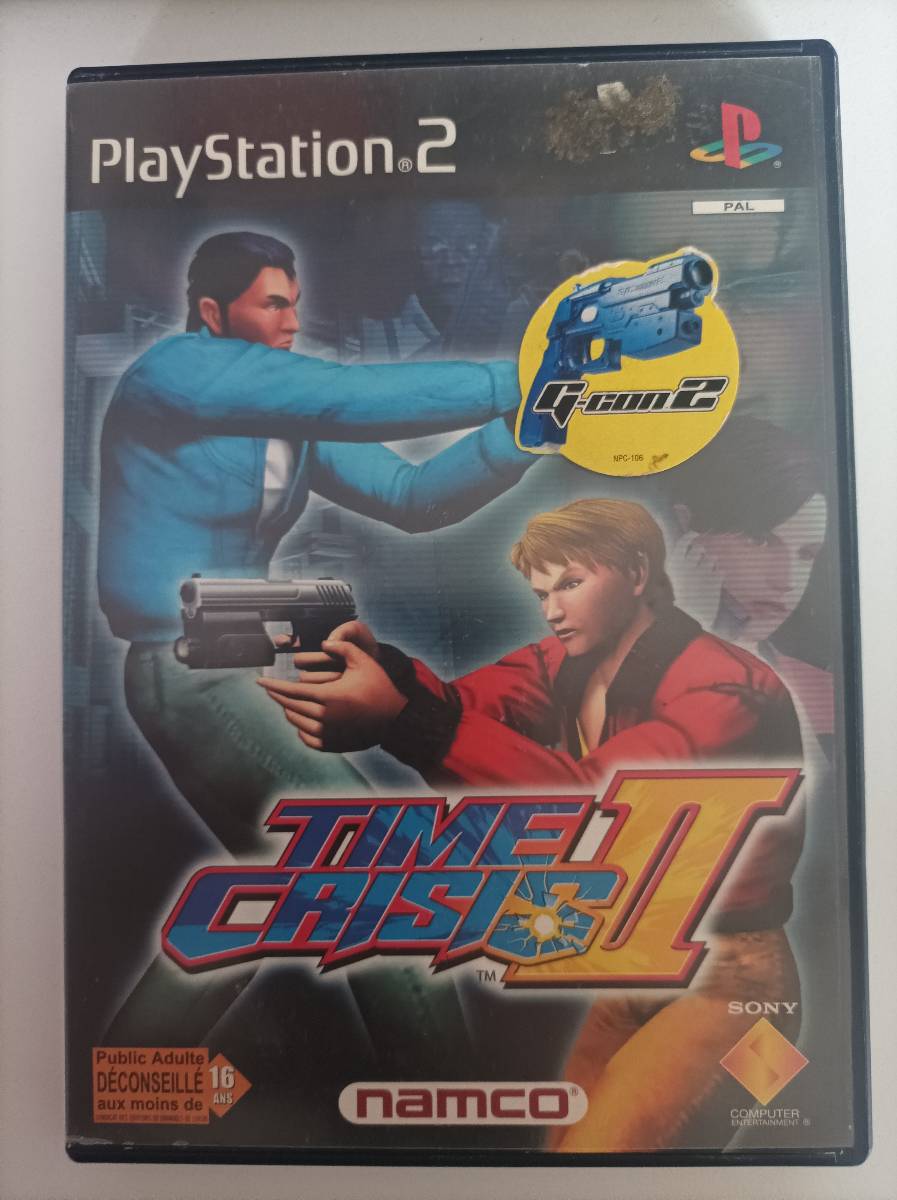 PlayStation®2
PAL
G-con2
NPC-106
TIME
CRISIS II
TM
SONY
Public Adulte
DÉCONSEILLÉ
aux moins de
16
ANS
namco®
COMPUTER
ENTERTAINMENT ®